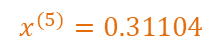 x⁽⁵⁾ = 0.31104